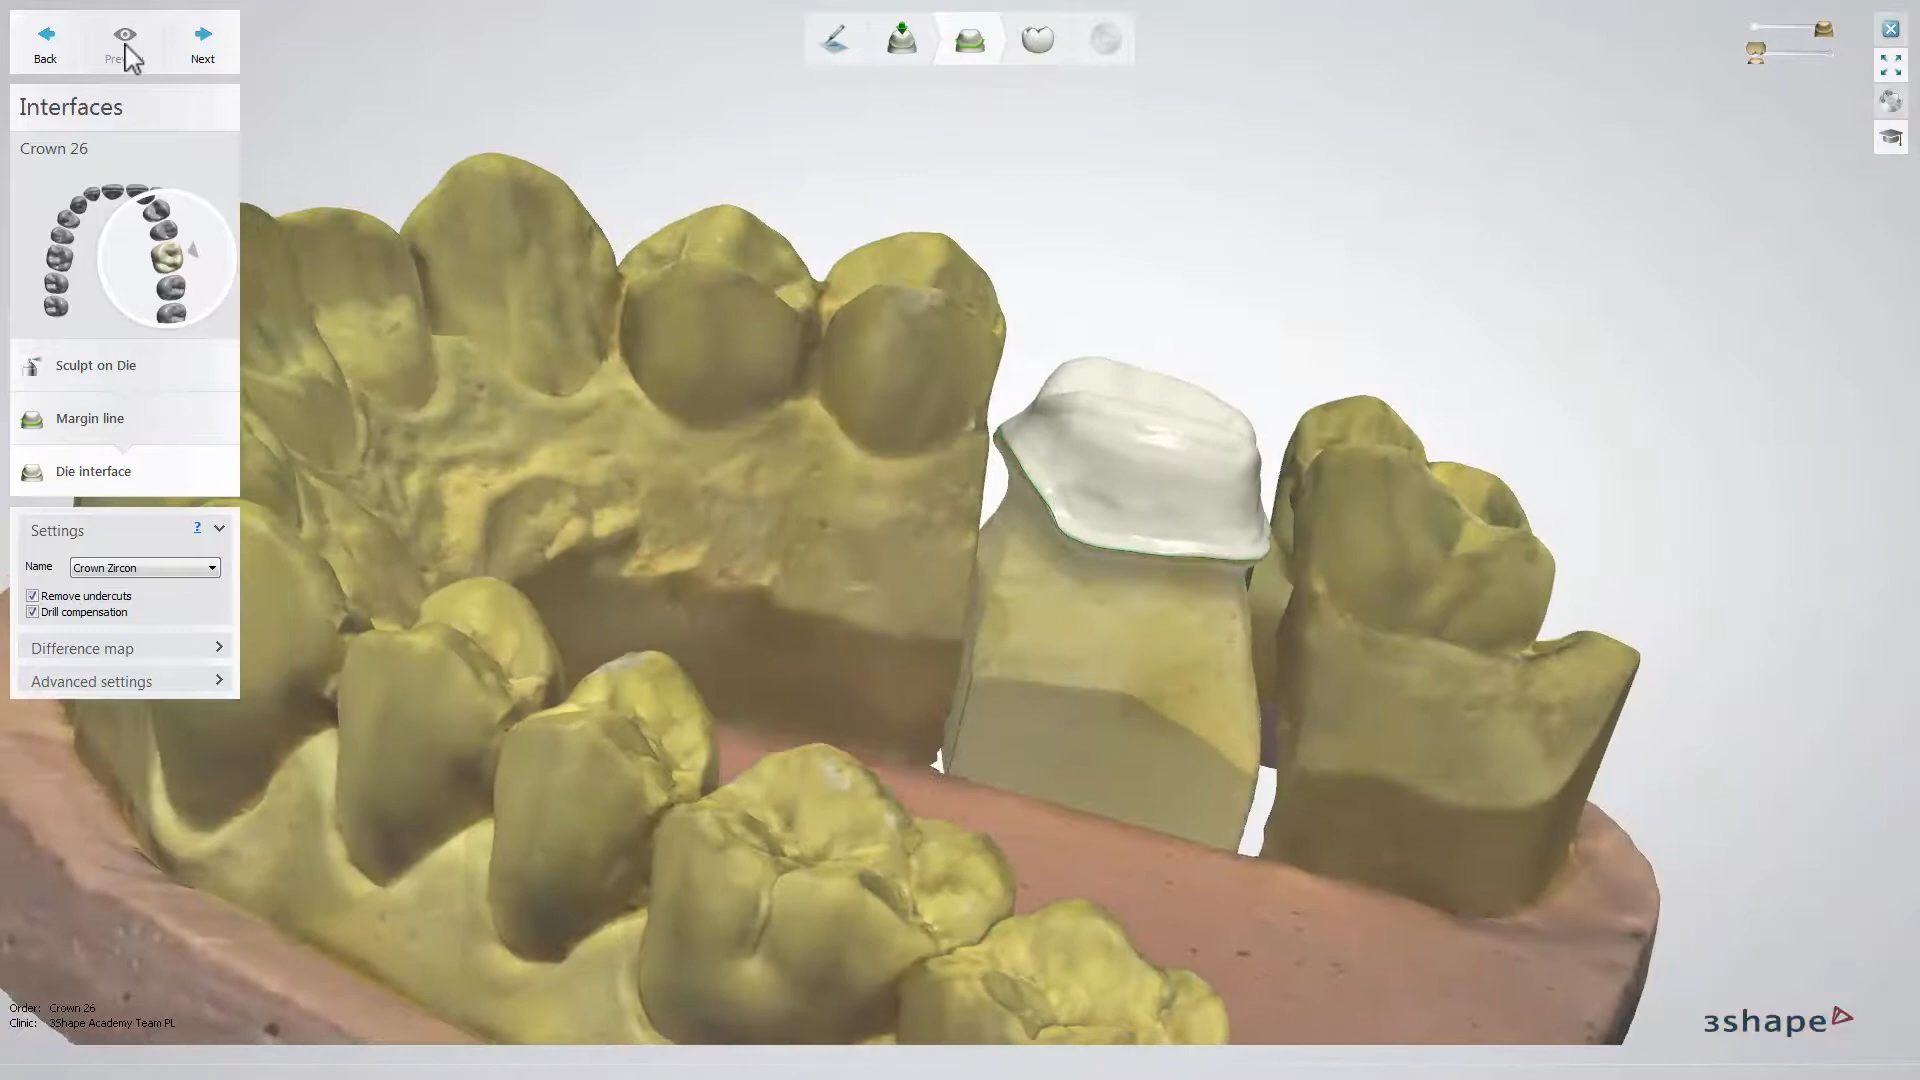 Back
Next
Interfaces
Crown 26
Sculpt on Die
Margin line
Die interface
Settings
?
Name
Crown Zircon
Remove undercuts
Drill compensation
Difference map
Advanced settings
Order: Crown 26
Clinic: 3Shape Academy Team PL
3shape